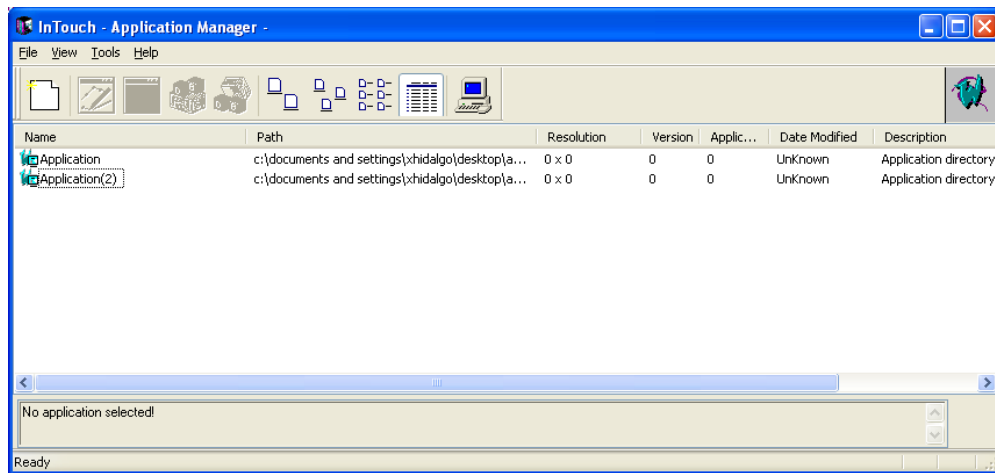 InTouch - Application Manager -
File View Tools Help
Name Path Resolution Version Applic... Date Modified Description
Application c:\documents and settings\xhidalgo\desktop\a... 0 x 0 0 0 UnKnown Application directory
Application(2) c:\documents and settings\xhidalgo\desktop\a... 0 x 0 0 0 UnKnown Application directory
No application selected!
Ready